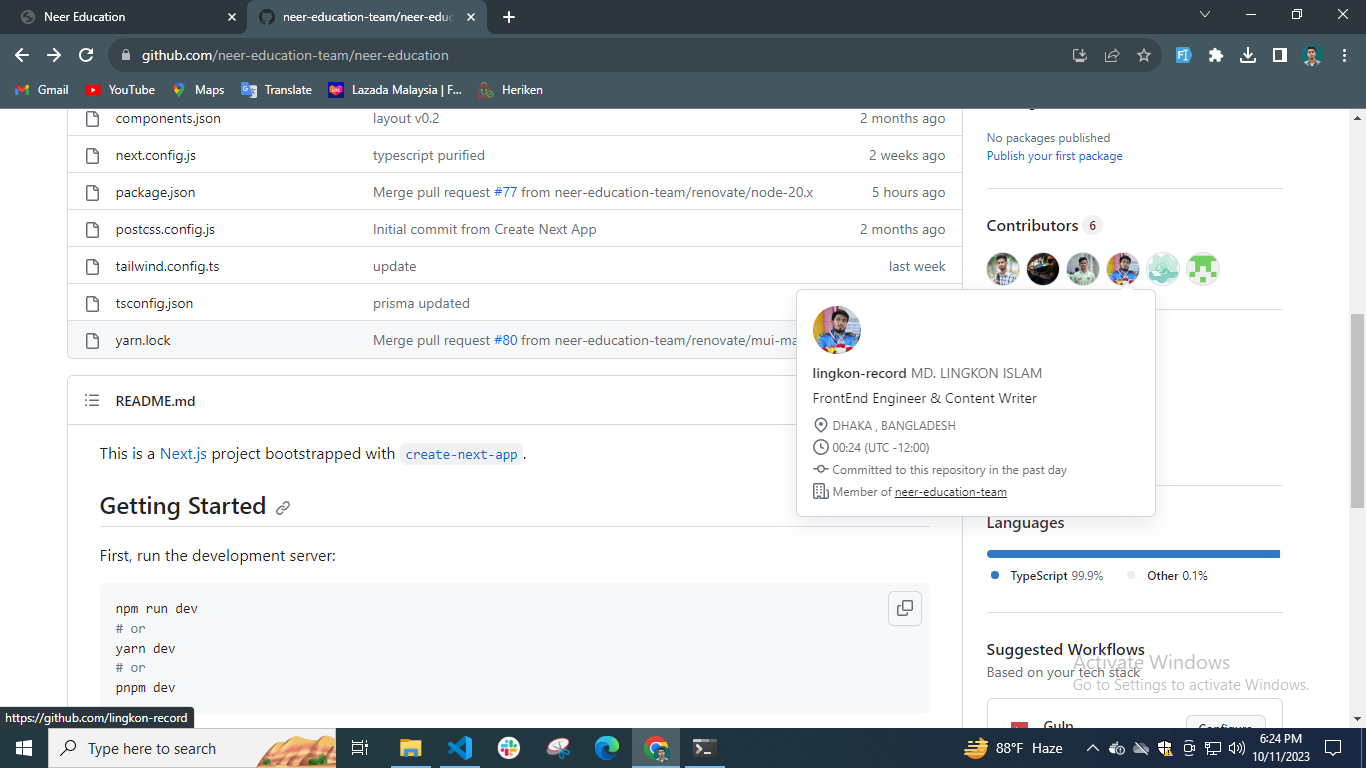 Neer Education
neer-education-team/neer-educ
github.com/neer-education-team/neer-education
Gmail
YouTube
Maps
Translate
Lazada Malaysia | F...
Heriken
components.json layout v0.2 2 months ago
next.config.js typescript purified 2 weeks ago
package.json Merge pull request #77 from neer-education-team/renovate/node-20.x 5 hours ago
postcss.config.js Initial commit from Create Next App 2 months ago
tailwind.config.ts update last week
tsconfig.json prisma updated
yarn.lock Merge pull request #80 from neer-education-team/renovate/mui-ma
README.md
This is a Next.js project bootstrapped with create-next-app.
Getting Started
First, run the development server:
npm run dev
# or
yarn dev
# or
pnpm dev
No packages published
Publish your first package
Contributors 6
lingkon-record MD. LINGKON ISLAM
FrontEnd Engineer & Content Writer
DHAKA , BANGLADESH
00:24 (UTC -12:00)
Committed to this repository in the past day
Member of neer-education-team
Languages
TypeScript 99.9% Other 0.1%
Suggested Workflows
Based on your tech stack
Gulp Configure
Activate Windows
Go to Settings to activate Windows.
https://github.com/lingkon-record
Type here to search
88°F Haze
6:24 PM
10/11/2023